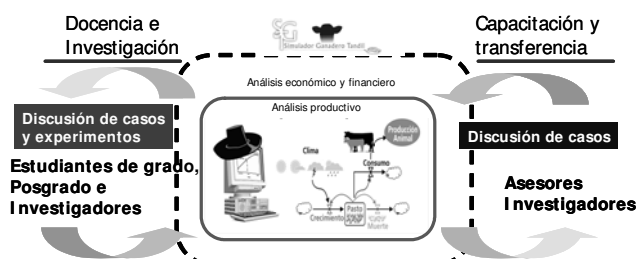 Docencia e
Investigación
Capacitación y
transferencia
SG
Simulador Ganadero Tandil
Análisis económico y financiero
Análisis productivo
Discusión de casos
y experimentos
Estudiantes de grado,
Posgrado e
Investigadores
Clima
Producción
Animal
Consumo
Crecimiento
Pasto
Muerte
Discusión de casos
Asesores
Investigadores